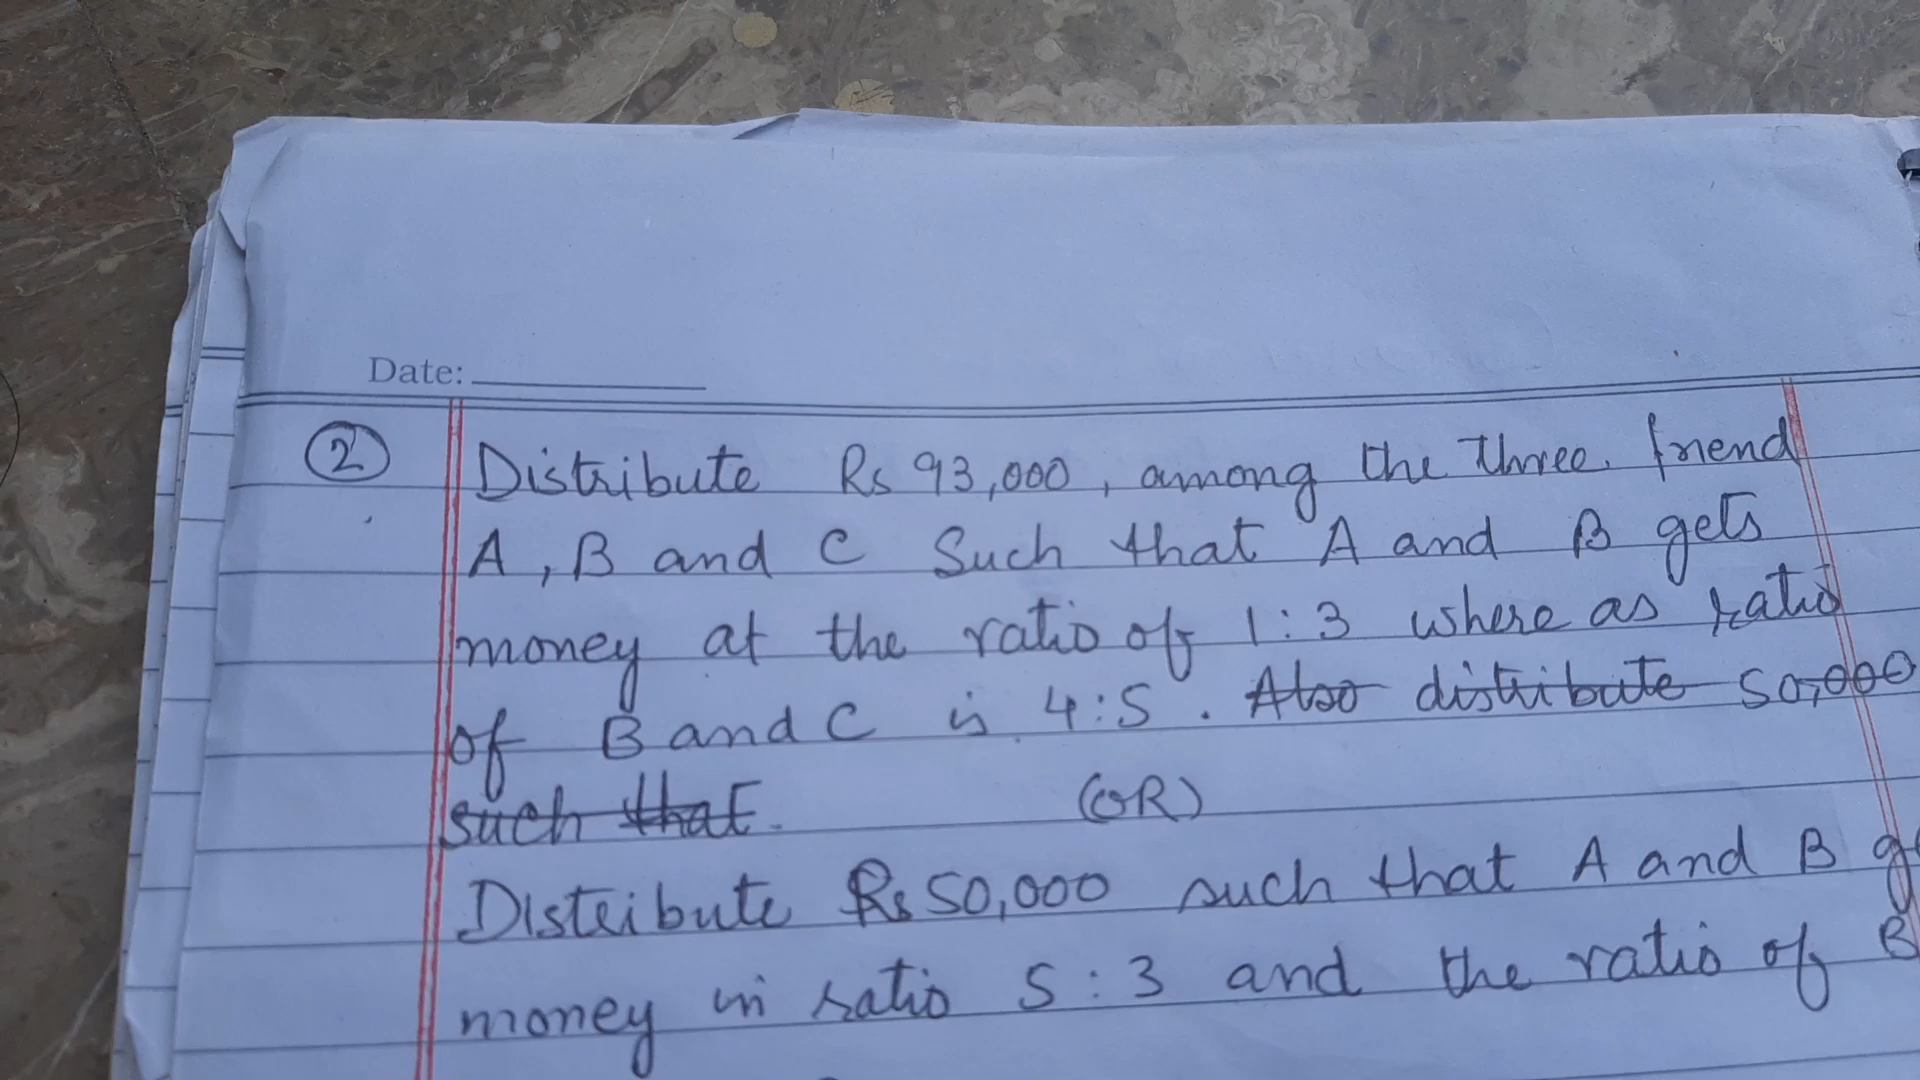 Date:
② Distribute Rs 93,000, among the three friend
A, B and C Such that A and B gets
money at the ratio of 1:3 where as ratio
of B and C is 4:5. Also distribute 50,000
such that.
(OR)
Distribute Rs 50,000 such that A and B
money in ratio 5:3 and the ratio of B